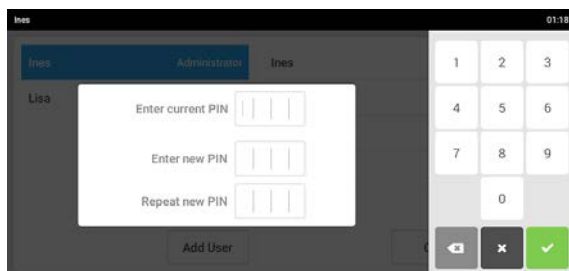 Ines 01:18
Ines Administrator Ines
Lisa
Enter current PIN
Enter new PIN
Repeat new PIN
Add User
1 2 3
4 5 6
7 8 9
0